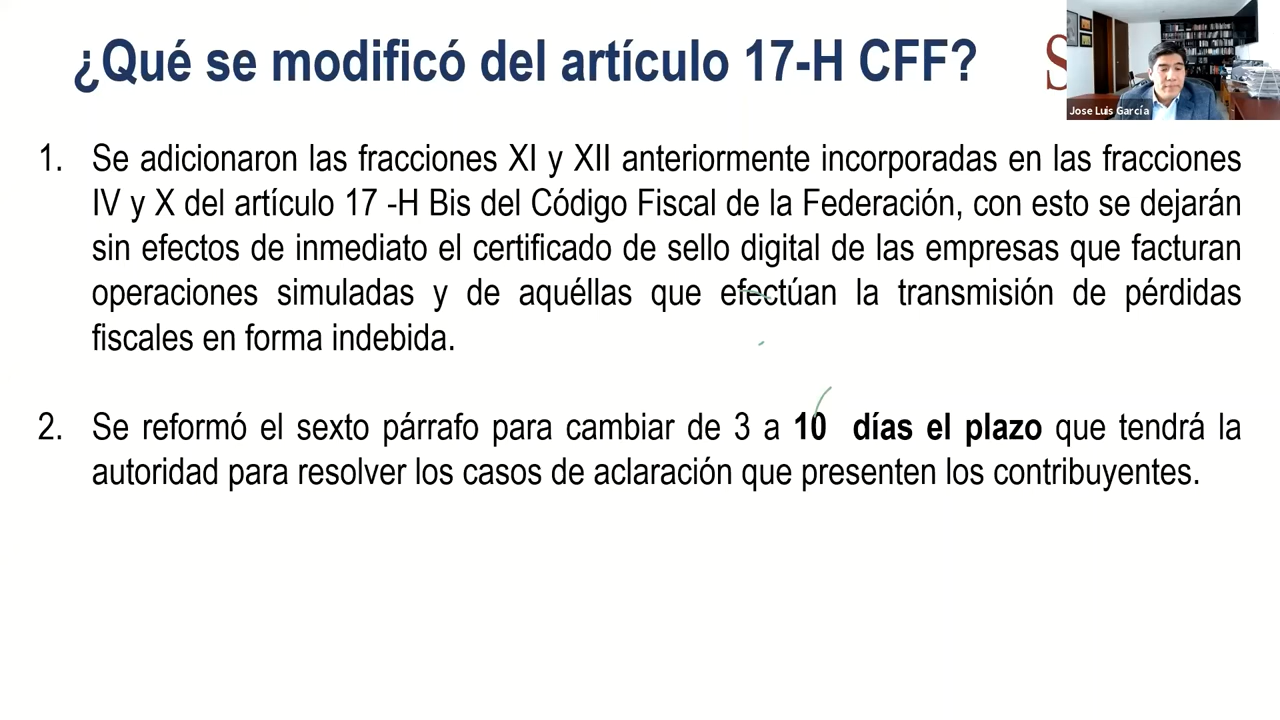 ¿Qué se modificó del artículo 17-H CFF?
S
Jose Luis García
1. Se adicionaron las fracciones XI y XII anteriormente incorporadas en las fracciones
IV y X del artículo 17 -H Bis del Código Fiscal de la Federación, con esto se dejarán
sin efectos de inmediato el certificado de sello digital de las empresas que facturan
operaciones simuladas y de aquéllas que efectúan la transmisión de pérdidas
fiscales en forma indebida.
2. Se reformó el sexto párrafo para cambiar de 3 a 10 días el plazo que tendrá la
autoridad para resolver los casos de aclaración que presenten los contribuyentes.